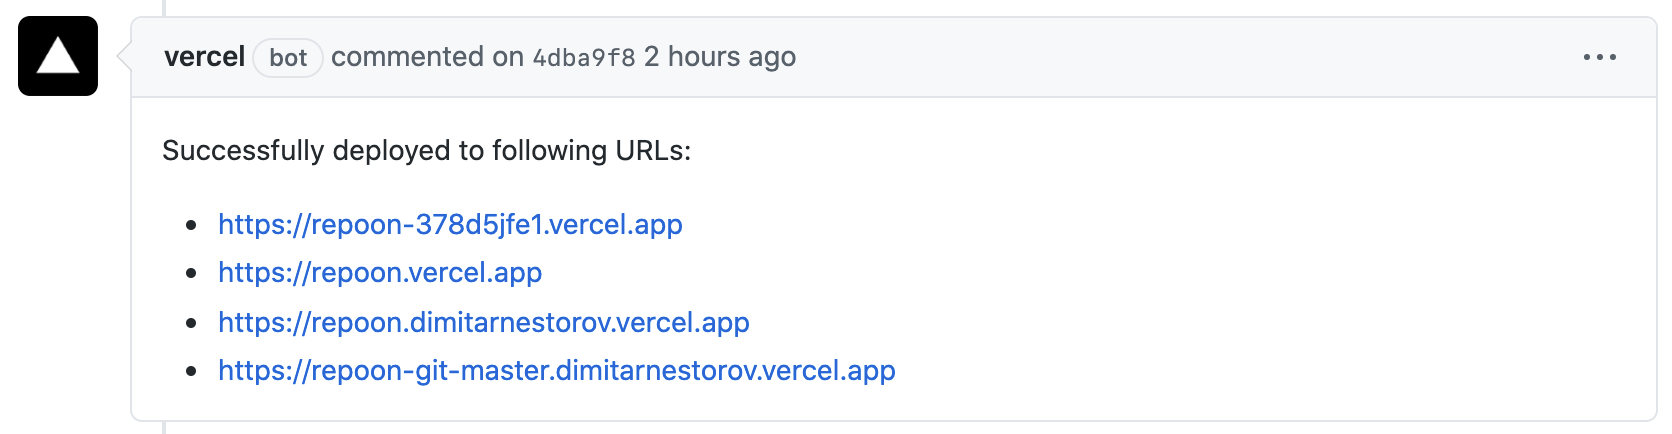 vercel bot commented on 4dba9f8 2 hours ago
Successfully deployed to following URLs:
https://repoon-378d5jfe1.vercel.app
https://repoon.vercel.app
https://repoon.dimitarnestorov.vercel.app
https://repoon-git-master.dimitarnestorov.vercel.app